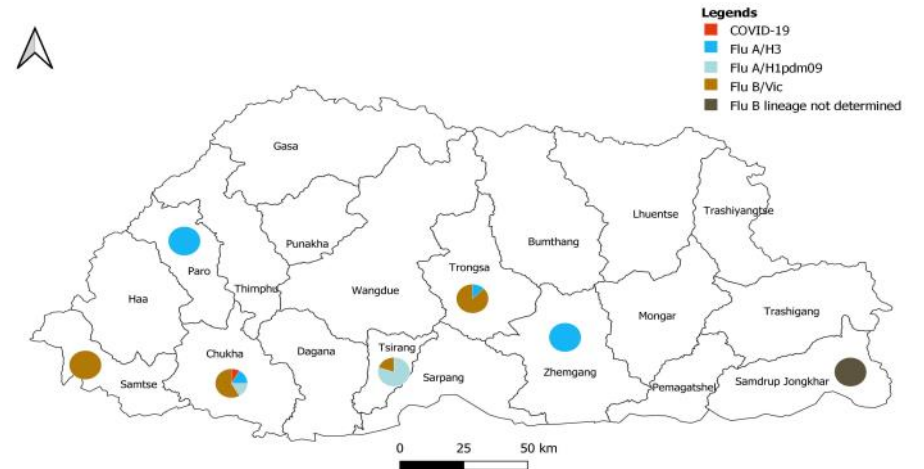 Legends
COVID-19
Flu A/H3
Flu A/H1pdm09
Flu B/Vic
Flu B lineage not determined
Gasa
Punakha
Bumthang
Lhuentse
Trashiyangtse
Paro
Thimphu
Haa
Wangdue
Trongsa
Mongar
Trashigang
Chukha
Dagana
Tsirang
Sarpang
Zhemgang
Pemagatshel
Samdrup Jongkhar
Samtse
0 25 50 km